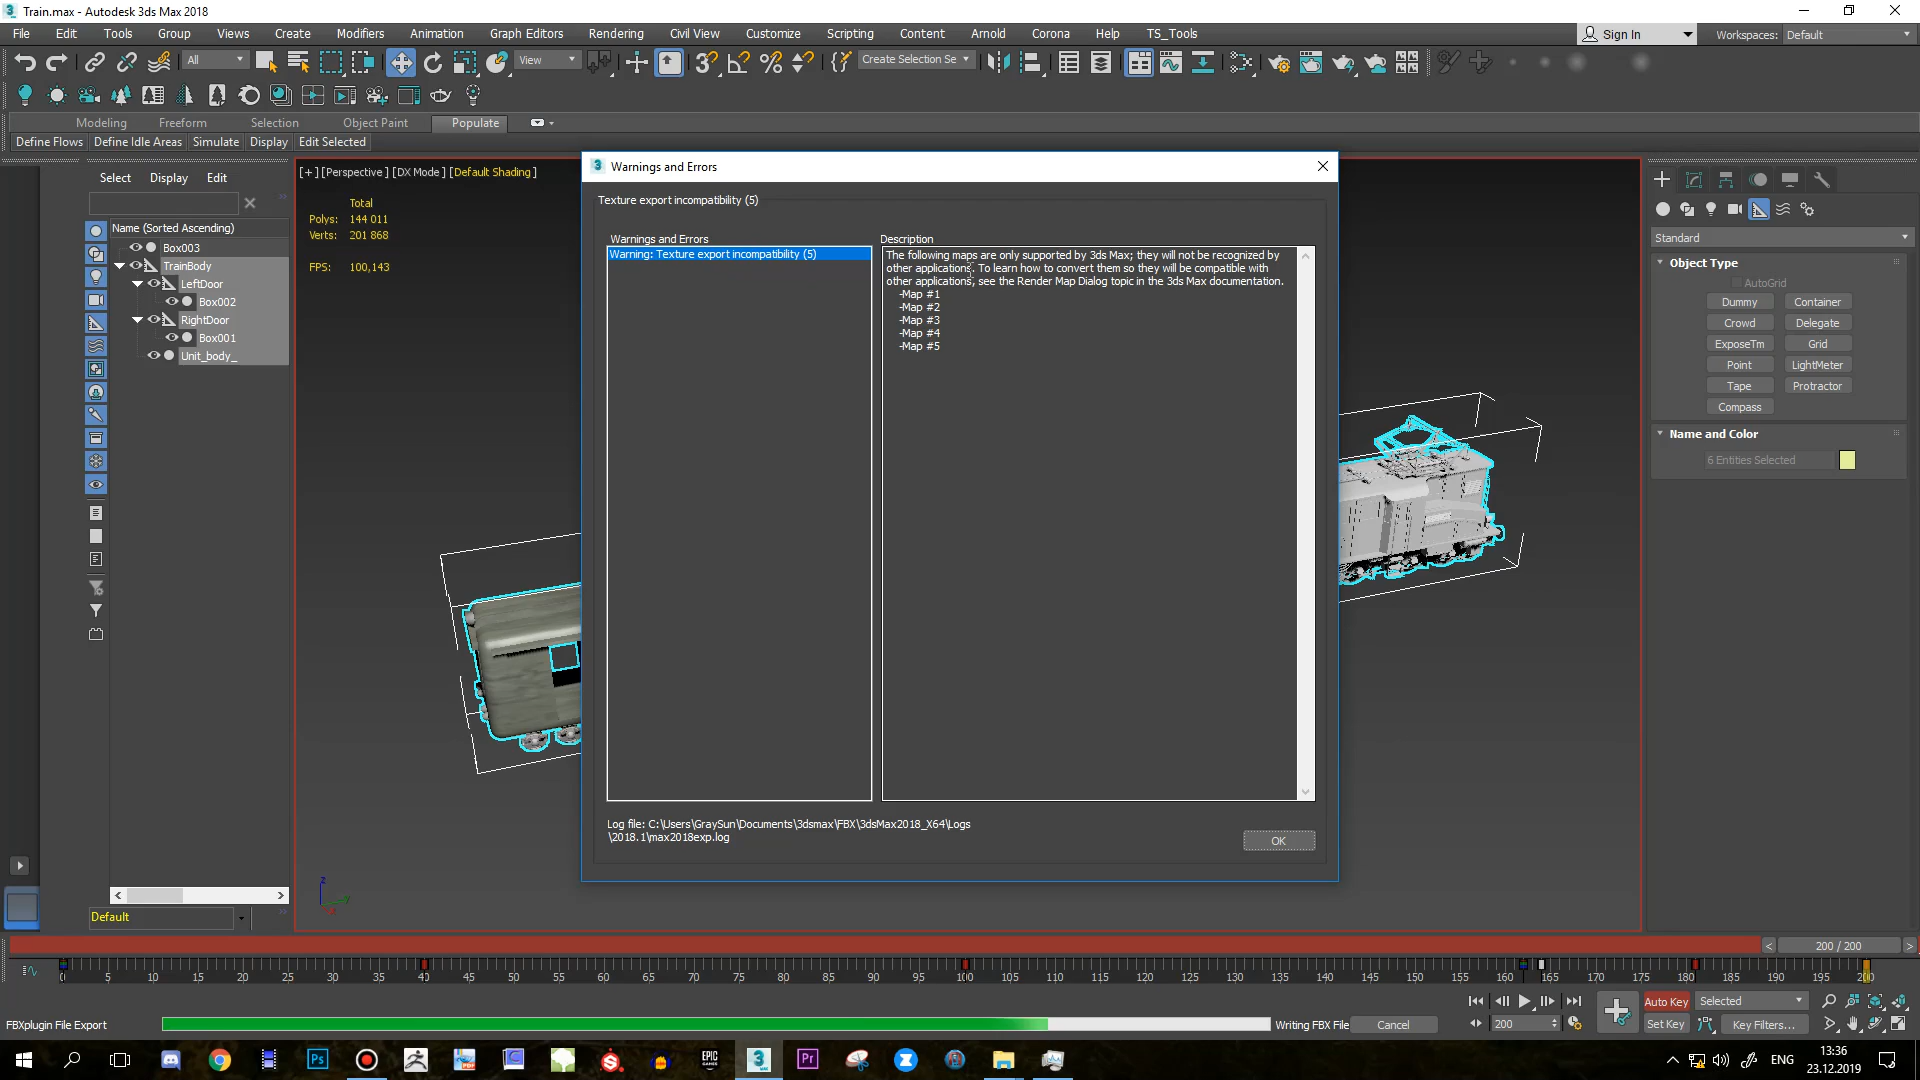 Train.max - Autodesk 3ds Max 2018
File Edit Tools Group Views Create Modifiers Animation Graph Editors Rendering Civil View Customize Scripting Content Arnold Corona Help TS_Tools
Sign In
Workspaces: Default
All
View
Create Selection Se
Modeling Freeform Selection Object Paint Populate
Define Flows Define Idle Areas Simulate Display Edit Selected
Select Display Edit
Name (Sorted Ascending)
Box003
TrainBody
LeftDoor
Box002
RightDoor
Box001
Unit_body_
Default
[+] [Perspective ] [DX Mode ] [Default Shading ]
Total
Polys: 144 011
Verts: 201 868
FPS: 100,143
Warnings and Errors
Texture export incompatibility (5)
Warnings and Errors
Warning: Texture export incompatibility (5)
Description
The following maps are only supported by 3ds Max; they will not be recognized by
other applications. To learn how to convert them so they will be compatible with
other applications, see the Render Map Dialog topic in the 3ds Max documentation.
-Map #1
-Map #2
-Map #3
-Map #4
-Map #5
Log file: C:\Users\GraySun\Documents\3dsmax\FBX\3dsMax2018_X64\Logs
\2018.1\max2018exp.log
OK
Standard
Object Type
AutoGrid
Dummy Container
Crowd Delegate
ExposeTm Grid
Point LightMeter
Tape Protractor
Compass
Name and Color
6 Entities Selected
200 / 200
0 5 10 15 20 25 30 35 40 45 50 55 60 65 70 75 80 85 90 95 100 105 110 115 120 125 130 135 140 145 150 155 160 165 170 175 180 185 190 195 200
Auto Key Selected
FBXplugin File Export
Writing FBX File
Cancel
200
Set Key
Key Filters...
Ps
EPIC
GAMES
3
MAX
Pr
ENG
13:36
23.12.2019